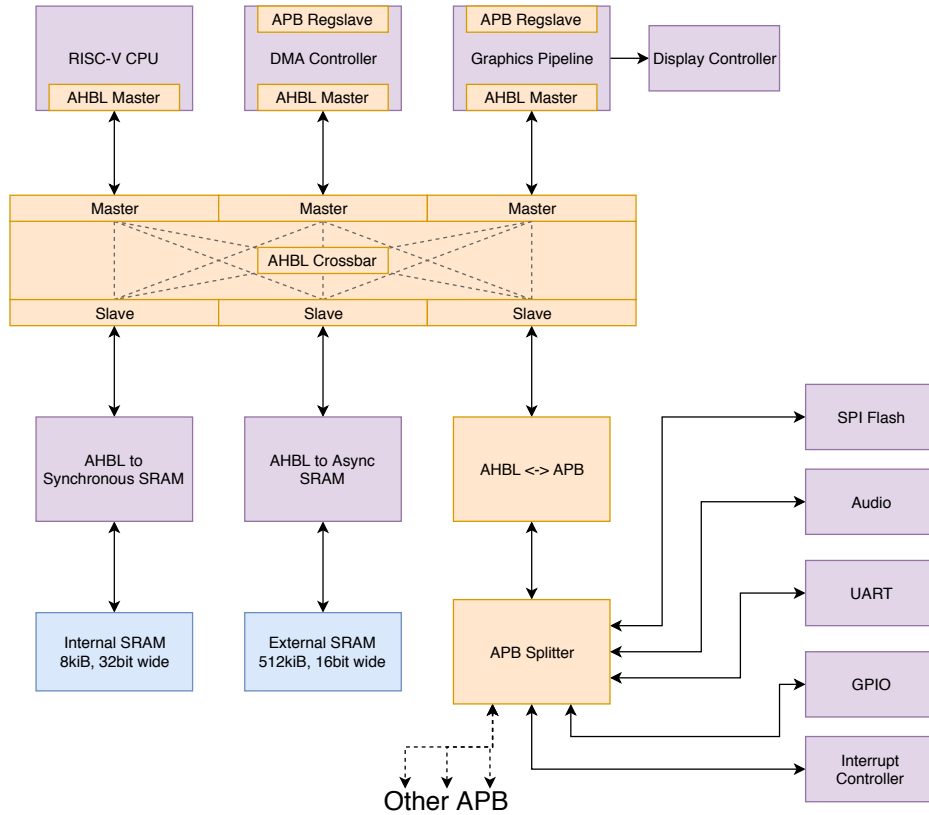 APB Regslave
APB Regslave
RISC-V CPU
DMA Controller
Graphics Pipeline
Display Controller
AHBL Master
AHBL Master
AHBL Master
Master
Master
Master
AHBL Crossbar
Slave
Slave
Slave
AHBL to
Synchronous SRAM
AHBL to Async
SRAM
AHBL <-> APB
SPI Flash
Audio
UART
GPIO
Interrupt
Controller
Internal SRAM
8kiB, 32bit wide
External SRAM
512kiB, 16bit wide
APB Splitter
Other APB